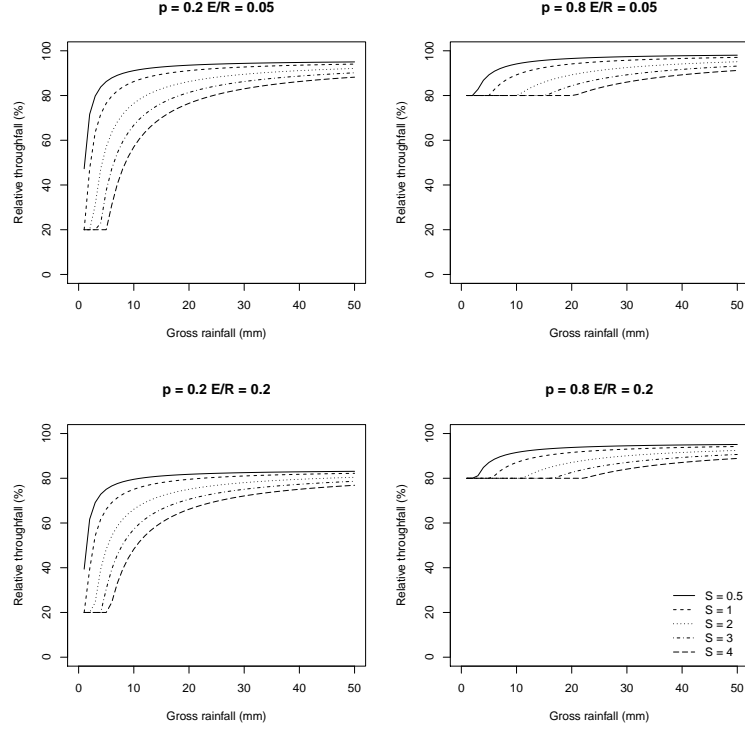 p = 0.2 E/R = 0.05
100
80
60
40
20
0
Relative throughfall (%)
0 10 20 30 40 50
Gross rainfall (mm)
p = 0.8 E/R = 0.05
100
80
60
40
20
0
Relative throughfall (%)
0 10 20 30 40 50
Gross rainfall (mm)
p = 0.2 E/R = 0.2
100
80
60
40
20
0
Relative throughfall (%)
0 10 20 30 40 50
Gross rainfall (mm)
p = 0.8 E/R = 0.2
100
80
60
40
20
0
Relative throughfall (%)
S = 0.5
S = 1
S = 2
S = 3
S = 4
0 10 20 30 40 50
Gross rainfall (mm)